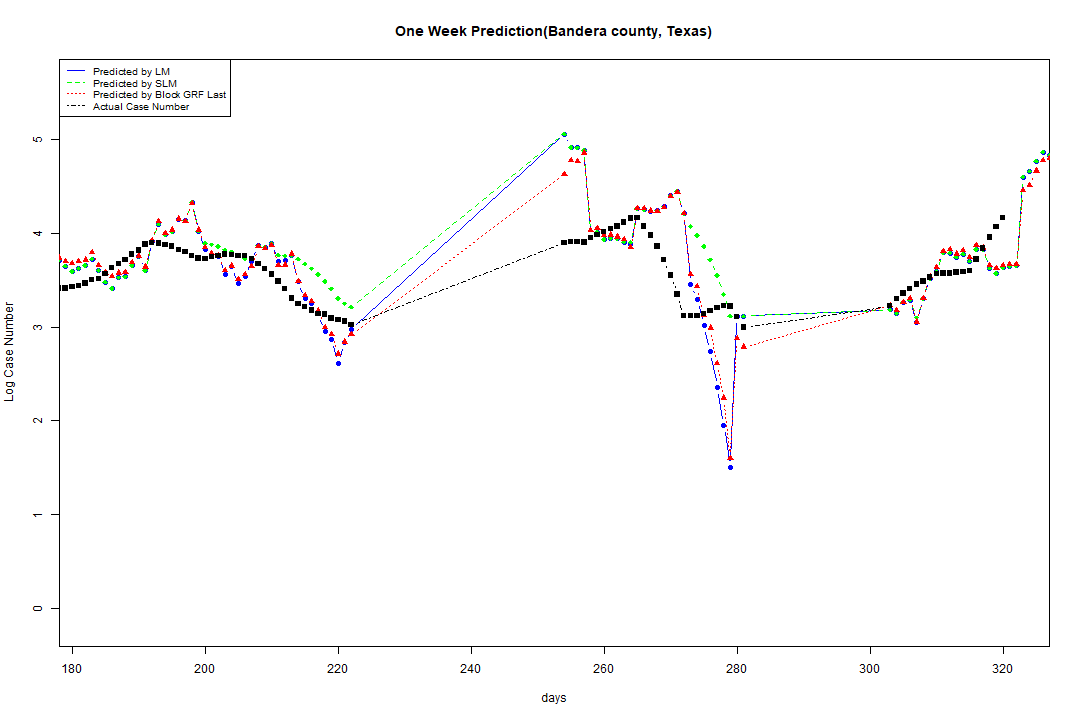 One Week Prediction(Bandera county, Texas)
Predicted by LM
Predicted by SLM
Predicted by Block GRF Last
Actual Case Number
5
4
3
2
1
0
Log Case Number
180 200 220 240 260 280 300 320
days